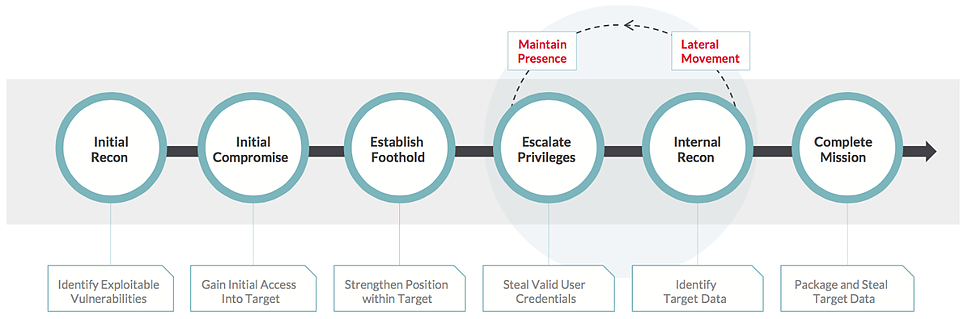 Maintain
Presence
Lateral
Movement
Initial
Recon
Initial
Compromise
Establish
Foothold
Escalate
Privileges
Internal
Recon
Complete
Mission
Identify Exploitable
Vulnerabilities
Gain Initial Access
Into Target
Strengthen Position
within Target
Steal Valid User
Credentials
Identify
Target Data
Package and Steal
Target Data